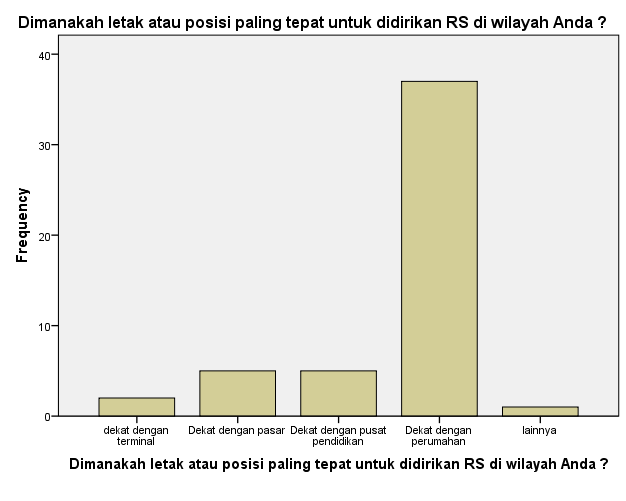 Dimanakah letak atau posisi paling tepat untuk didirikan RS di wilayah Anda ?
40
30
20
10
0
Frequency
dekat dengan
terminal
Dekat dengan pasar
Dekat dengan pusat
pendidikan
Dekat dengan
perumahan
lainnya
Dimanakah letak atau posisi paling tepat untuk didirikan RS di wilayah Anda ?